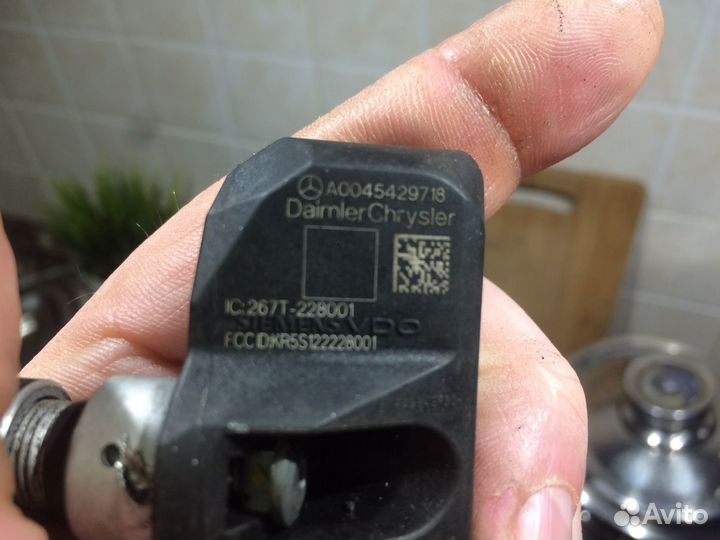 A0045429718
DaimlerChrysler
IC:267T-228001
SIEMENS VDO
FCC ID:KR5S122228001
Avito